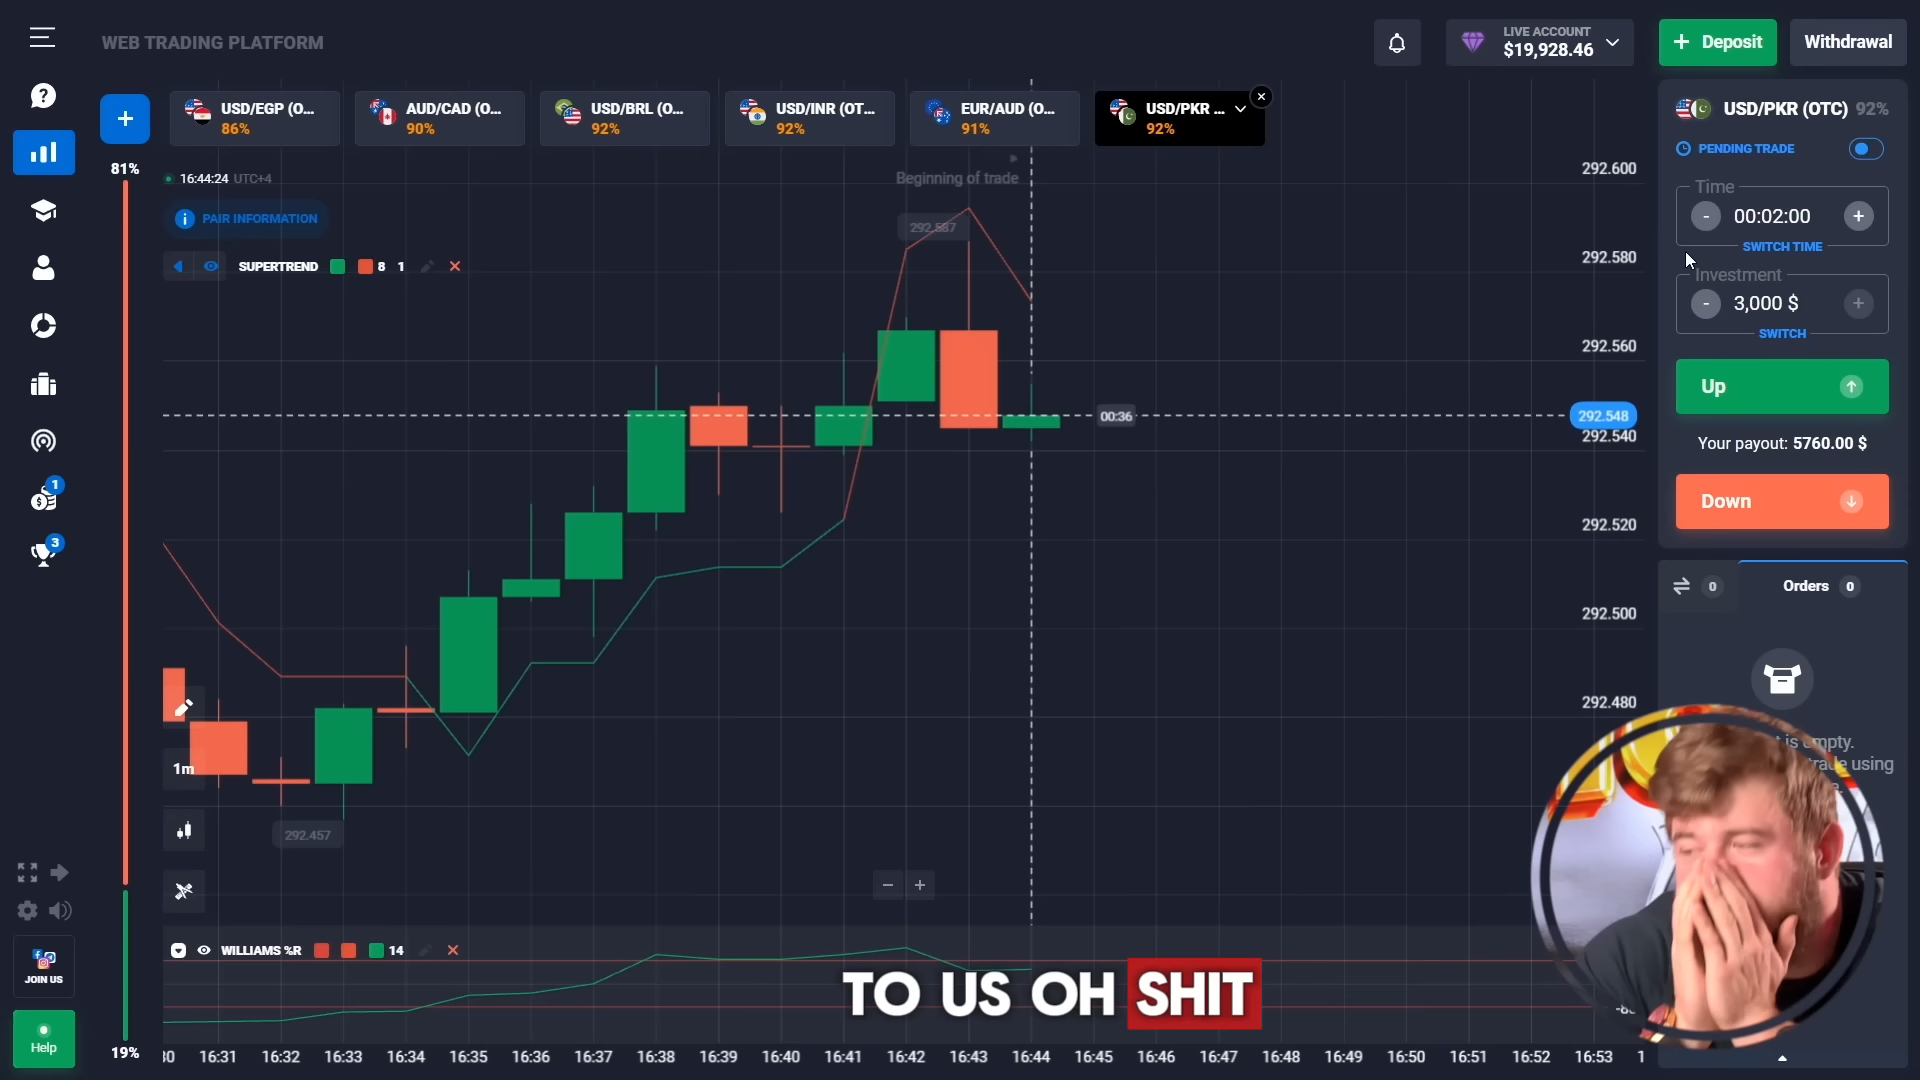 WEB TRADING PLATFORM
LIVE ACCOUNT
$19,928.46
+ Deposit
Withdrawal
USD/EGP (O...
86%
AUD/CAD (O...
90%
USD/BRL (O...
92%
USD/INR (OT...
92%
EUR/AUD (O...
91%
USD/PKR ...
92%
USD/PKR (OTC) 92%
PENDING TRADE
Time
00:02:00
SWITCH TIME
Investment
3,000 $
SWITCH
Up
Your payout: 5760.00 $
Down
0
Orders 0
is empty.
trade using
81%
16:44:24 UTC+4
PAIR INFORMATION
SUPERTREND 8 1
Beginning of trade
292.587
292.600
292.580
292.560
292.548
292.540
292.520
292.500
292.480
00:36
292.457
1m
1
3
JOIN US
Help
19%
WILLIAMS %R 14
TO US OH SHIT
16:31 16:32 16:33 16:34 16:35 16:36 16:37 16:38 16:39 16:40 16:41 16:42 16:43 16:44 16:45 16:46 16:47 16:48 16:49 16:50 16:51 16:52 16:53